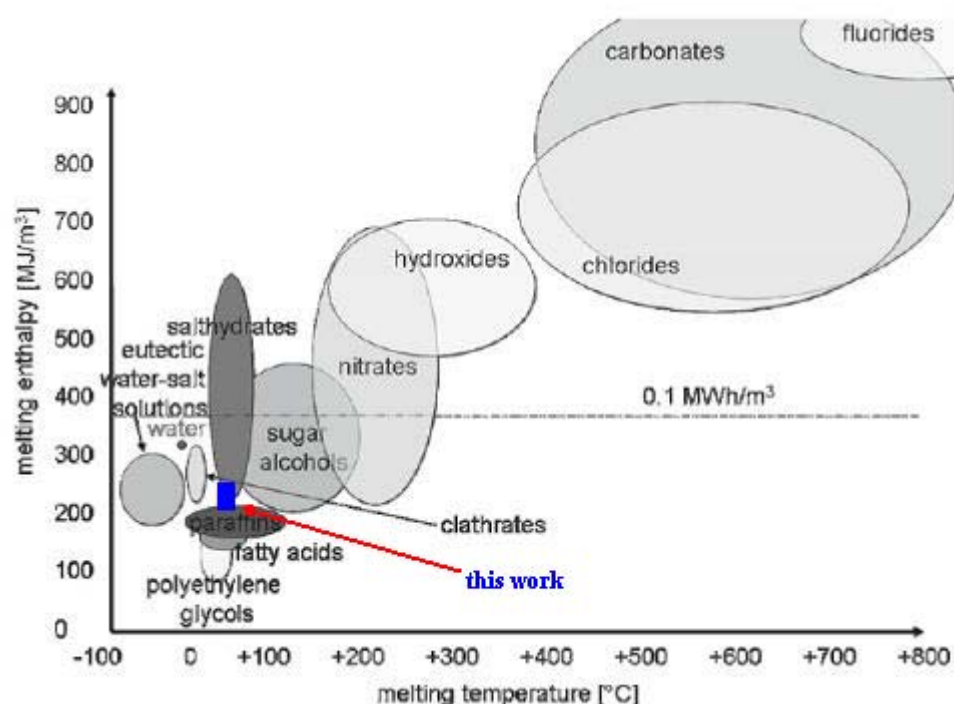 fluorides
carbonates
900
800
700
600
500
400
300
200
100
0
melting enthalpy [MJ/m³]
hydroxides
chlorides
salthydrates
eutectic
water-salt
solutions
water
nitrates
0.1 MWh/m³
sugar
alcohols
clathrates
paraffins
fatty acids
this work
polyethylene
glycols
-100 0 +100 +200 +300 +400 +500 +600 +700 +800
melting temperature [°C]